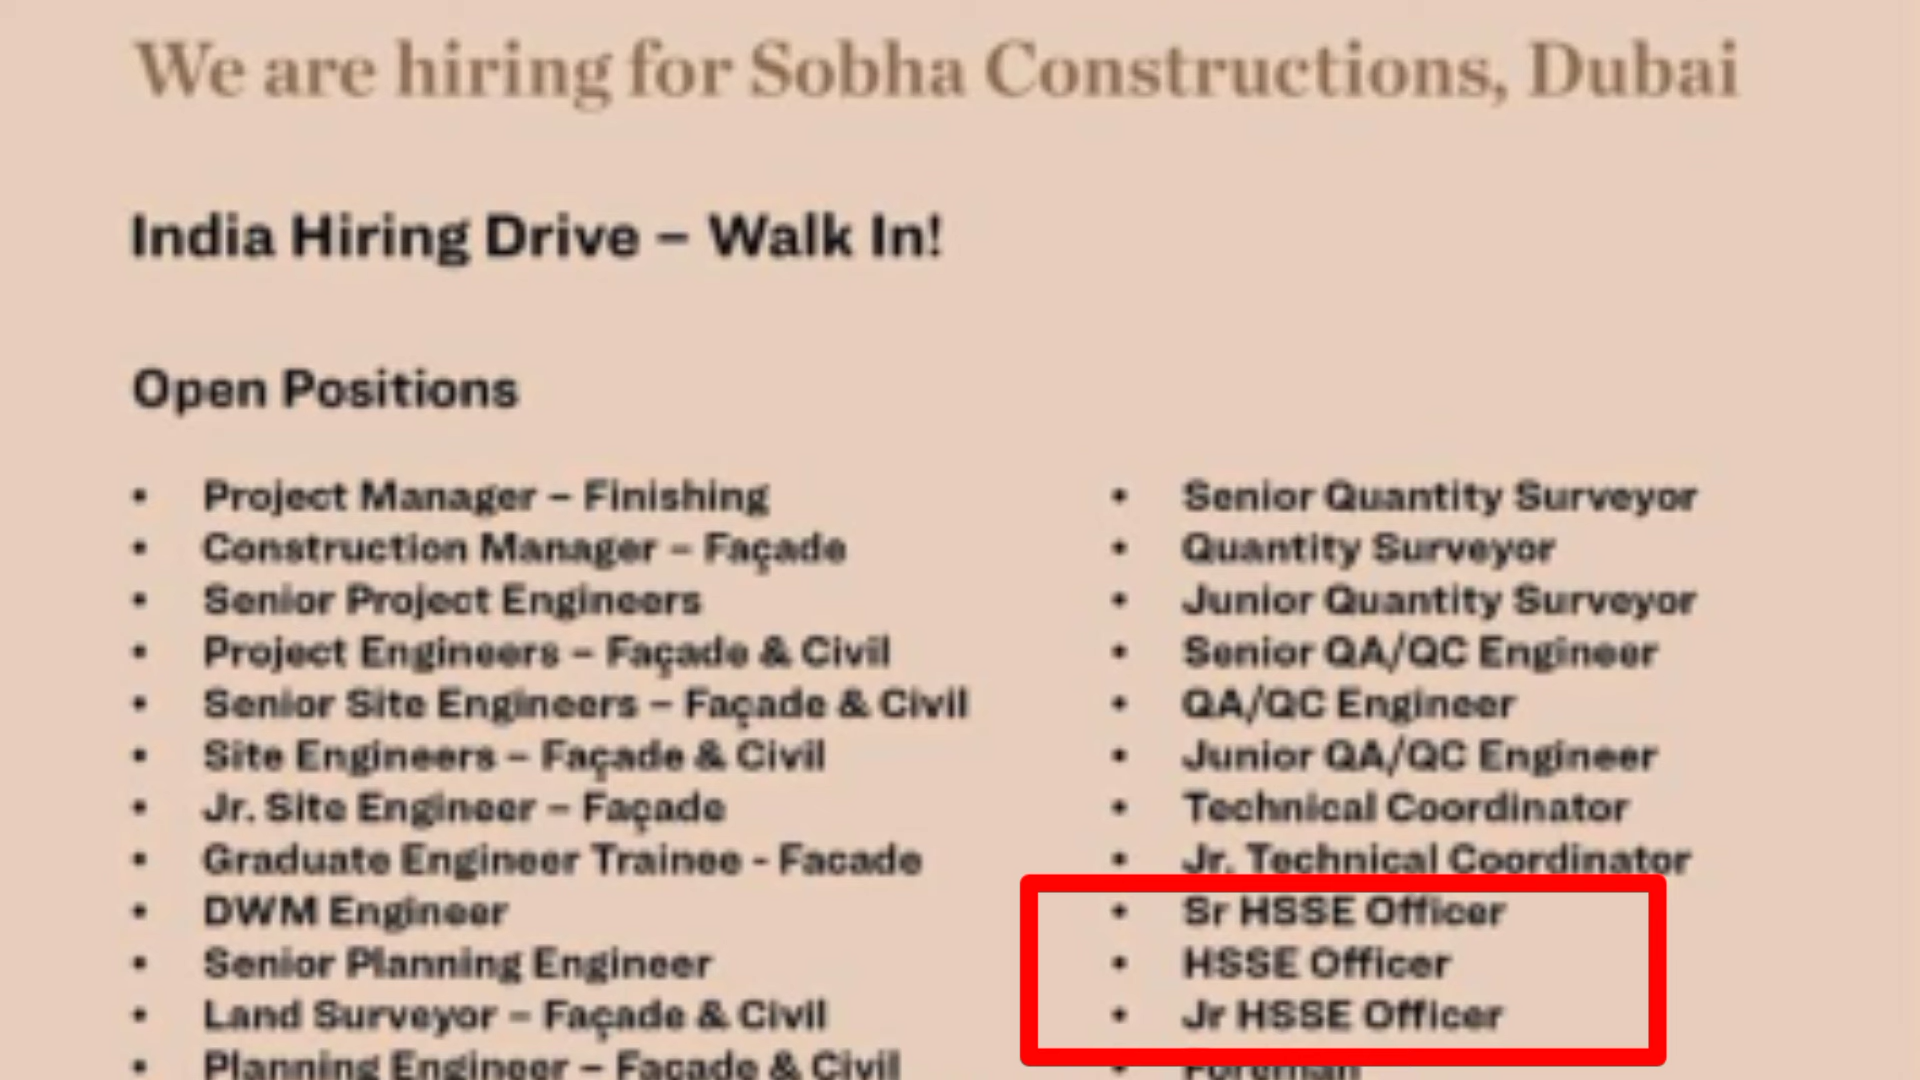 We are hiring for Sobha Constructions, Dubai
India Hiring Drive – Walk In!
Open Positions
• Project Manager – Finishing
• Construction Manager – Façade
• Senior Project Engineers
• Project Engineers – Façade & Civil
• Senior Site Engineers – Façade & Civil
• Site Engineers – Façade & Civil
• Jr. Site Engineer – Façade
• Graduate Engineer Trainee - Facade
• DWM Engineer
• Senior Planning Engineer
• Land Surveyor – Façade & Civil
• Planning Engineer – Façade & Civil
• Senior Quantity Surveyor
• Quantity Surveyor
• Junior Quantity Surveyor
• Senior QA/QC Engineer
• QA/QC Engineer
• Junior QA/QC Engineer
• Technical Coordinator
• Jr. Technical Coordinator
• Sr HSSE Officer
• HSSE Officer
• Jr HSSE Officer
Foreman